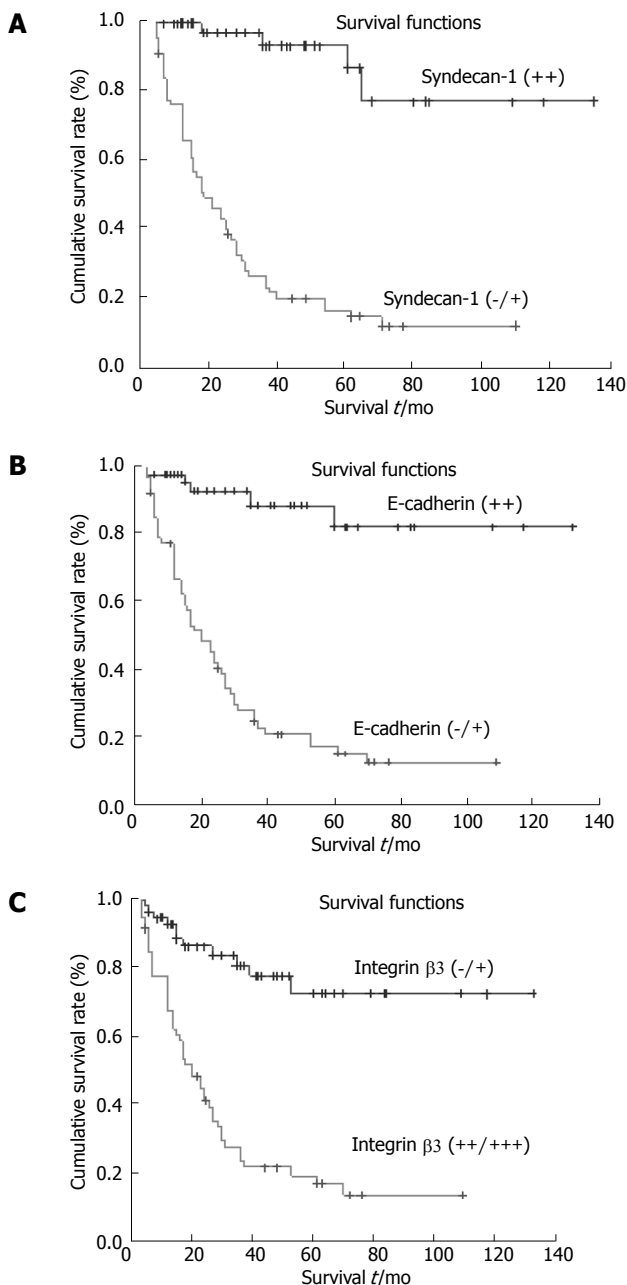 A
Survival functions
Cumulative survival rate (%)
1.0
0.8
0.6
0.4
0.2
0.0
Syndecan-1 (++)
Syndecan-1 (-/+)
0 20 40 60 80 100 120 140
Survival t/mo
B
Survival functions
Cumulative survival rate (%)
1.0
0.8
0.6
0.4
0.2
0.0
E-cadherin (++)
E-cadherin (-/+)
0 20 40 60 80 100 120 140
Survival t/mo
C
Survival functions
Cumulative survival rate (%)
1.0
0.8
0.6
0.4
0.2
0.0
Integrin β3 (-/+)
Integrin β3 (++/+++)
0 20 40 60 80 100 120 140
Survival t/mo